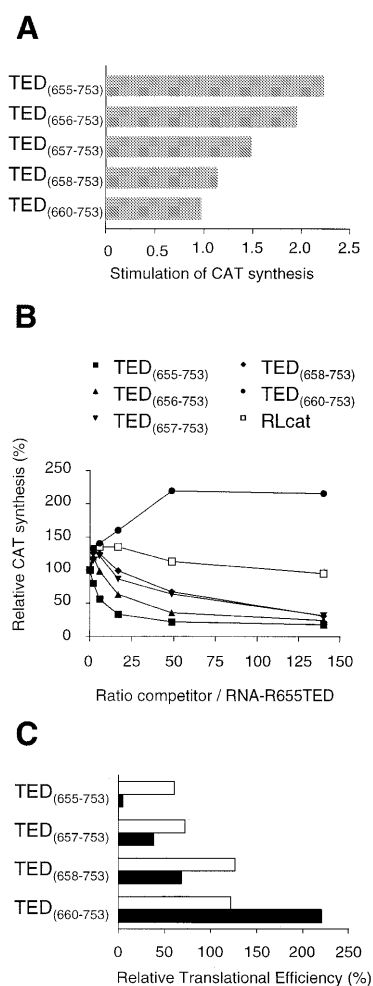 A
TED(655-753)
TED(656-753)
TED(657-753)
TED(658-753)
TED(660-753)
0 0.5 1.0 1.5 2.0 2.5
Stimulation of CAT synthesis
B
TED(655-753) TED(658-753)
TED(656-753) TED(660-753)
TED(657-753) RLcat
Relative CAT synthesis (%)
250
200
150
100
50
0
0 25 50 75 100 125 150
Ratio competitor / RNA-R655TED
C
TED(655-753)
TED(657-753)
TED(658-753)
TED(660-753)
0 50 100 150 200 250
Relative Translational Efficiency (%)